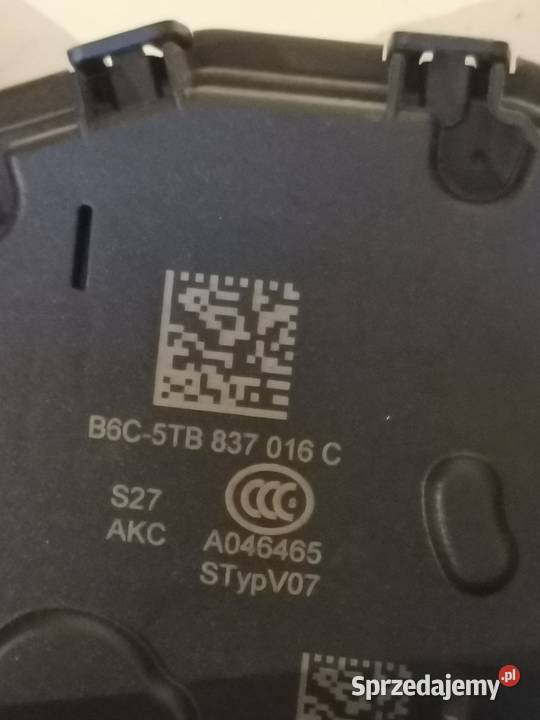 B6C-5TB 837 016 C
S27
CCC
AKC A046465
STypV07
Sprzedajemy.pl